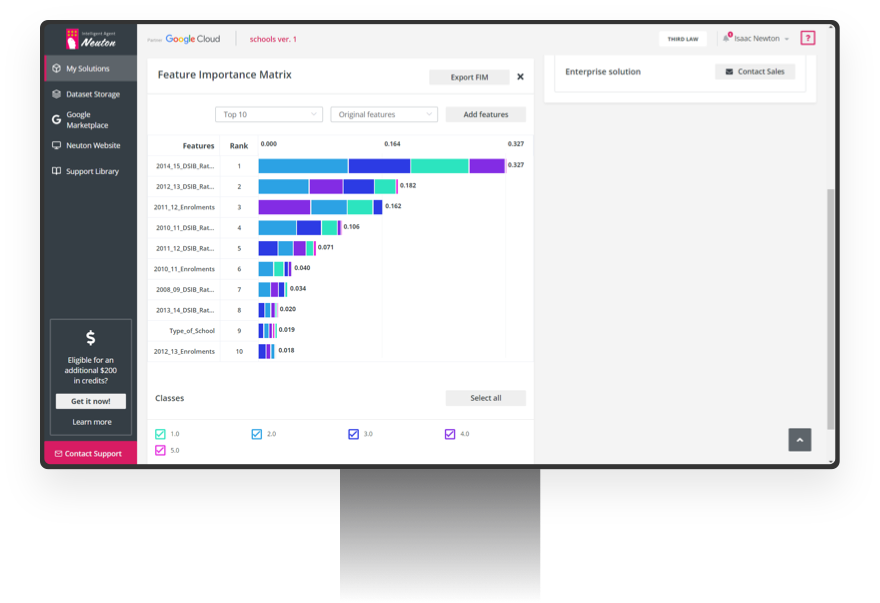 Intelligent Agent
Neuton
My Solutions
Dataset Storage
Google
Marketplace
Neuton Website
Support Library
$
Eligible for an
additional $200
in credits?
Get it now!
Learn more
Contact Support
Partner Google Cloud
schools ver. 1
THIRD LAW
Isaac Newton
?
Feature Importance Matrix
Export FIM
Top 10
Original features
Add features
Features Rank 0.000 0.164 0.327
2014_15_DSIB_Rat... 1 0.327
2012_13_DSIB_Rat... 2 0.182
2011_12_Enrolments 3 0.162
2010_11_DSIB_Rat... 4 0.106
2011_12_DSIB_Rat... 5 0.071
2010_11_Enrolments 6 0.040
2008_09_DSIB_Rat... 7 0.034
2013_14_DSIB_Rat... 8 0.020
Type_of_School 9 0.019
2012_13_Enrolments 10 0.018
Classes
Select all
1.0 2.0 3.0 4.0
5.0
Enterprise solution
Contact Sales